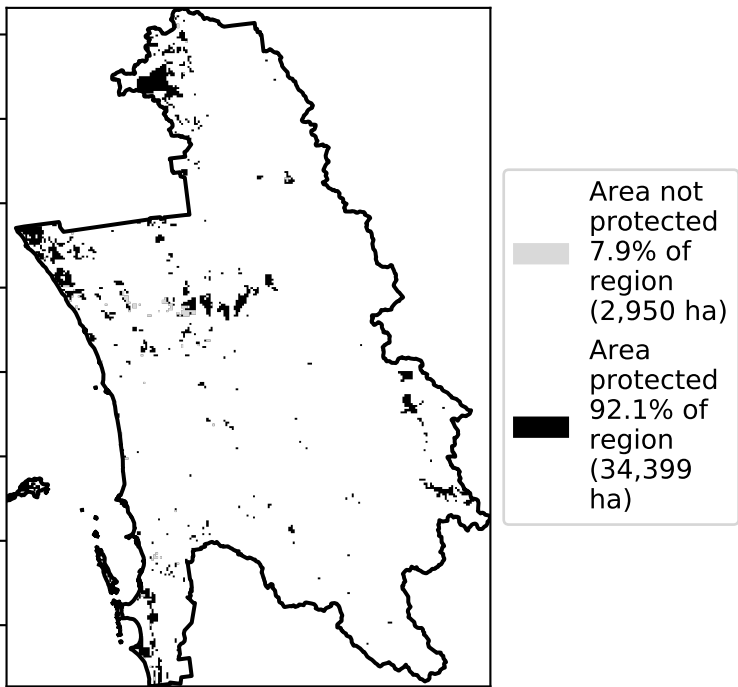 Area not
protected
7.9% of
region
(2,950 ha)
Area
protected
92.1% of
region
(34,399
ha)